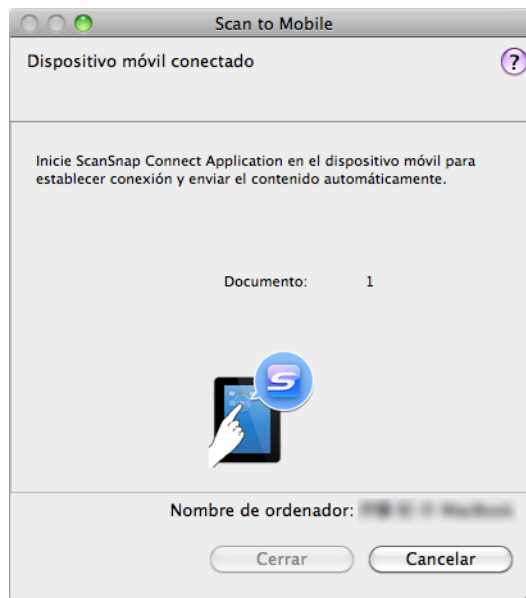 Scan to Mobile
Dispositivo móvil conectado
?
Inicie ScanSnap Connect Application en el dispositivo móvil para
establecer conexión y enviar el contenido automáticamente.
Documento: 1
S
Nombre de ordenador:
Cerrar Cancelar